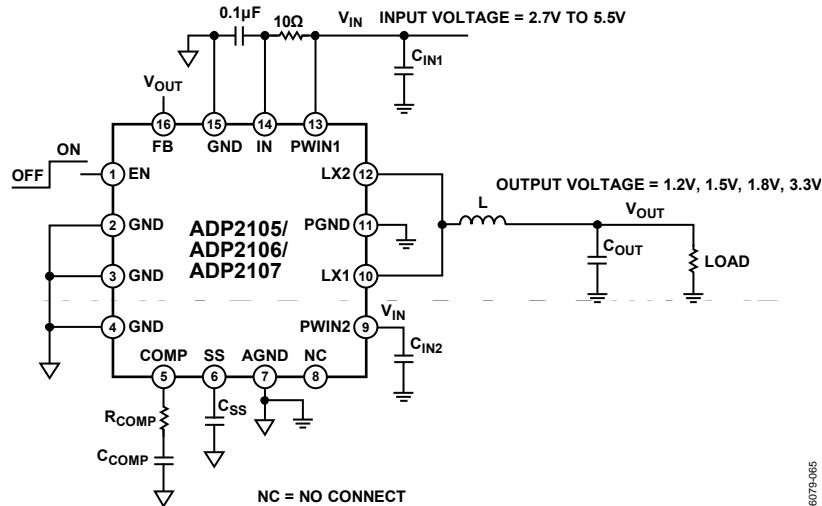 0.1µF
10Ω
VIN
INPUT VOLTAGE = 2.7V TO 5.5V
CIN1
VOUT
16
15
14
13
FB
GND
IN
PWIN1
ON
OFF
1
EN
LX2
12
OUTPUT VOLTAGE = 1.2V, 1.5V, 1.8V, 3.3V
2
GND
ADP2105/
ADP2106/
ADP2107
PGND
11
L
VOUT
COUT
LOAD
3
GND
LX1
10
4
GND
PWIN2
9
VIN
CIN2
COMP
SS
AGND
NC
5
6
7
8
RCOMP
CSS
CCOMP
NC = NO CONNECT
6079-065